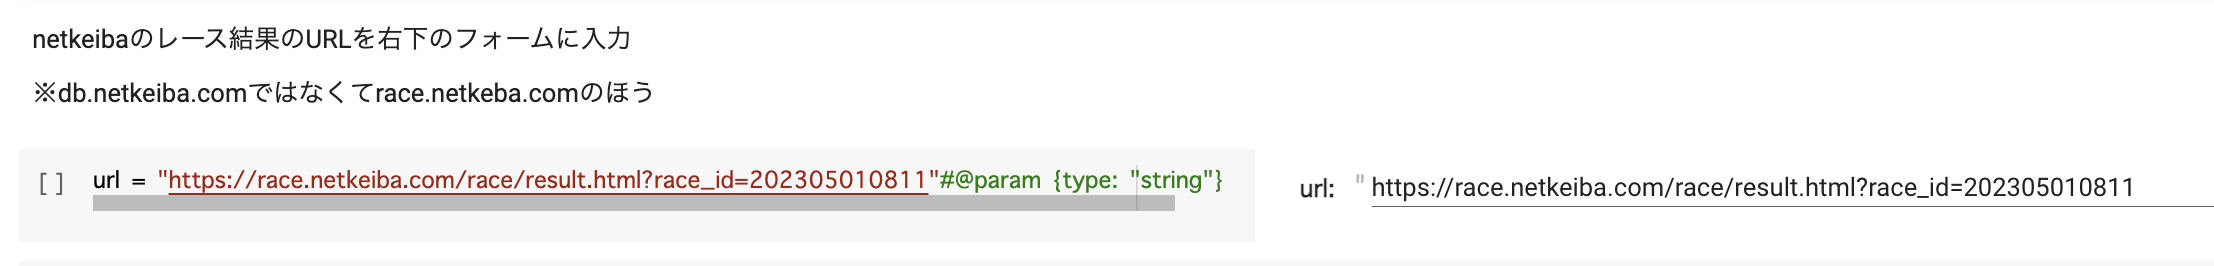 netkeibaのレース結果のURLを右下のフォームに入力
※db.netkeiba.comではなくてrace.netkeba.comのほう
[ ] url = "https://race.netkeiba.com/race/result.html?race_id=202305010811"#@param {type: "string"}
url: " https://race.netkeiba.com/race/result.html?race_id=202305010811